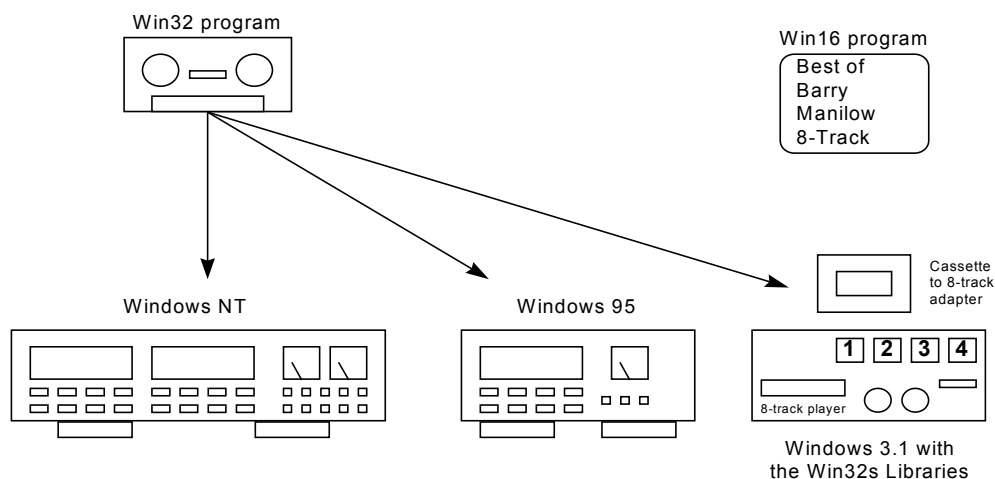 Win32 program
Win16 program
Best of
Barry
Manilow
8-Track
Cassette
to 8-track
adapter
Windows NT
Windows 95
1 2 3 4
8-track player
Windows 3.1 with
the Win32s Libraries